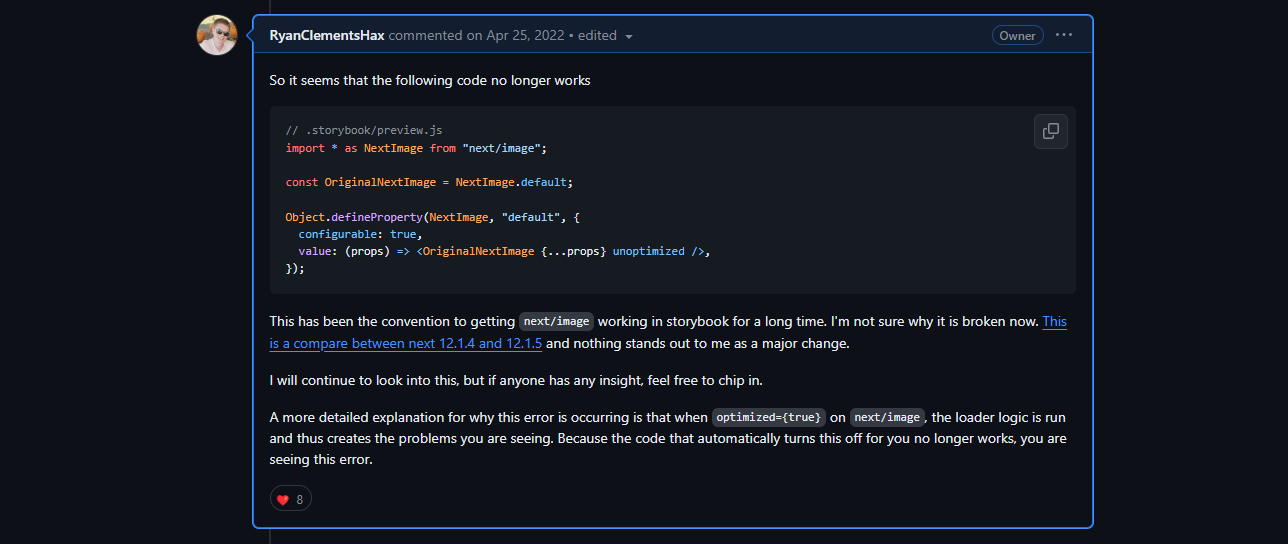 RyanClementsHax commented on Apr 25, 2022 • edited
Owner
So it seems that the following code no longer works
// .storybook/preview.js
import * as NextImage from "next/image";
const OriginalNextImage = NextImage.default;
Object.defineProperty(NextImage, "default", {
configurable: true,
value: (props) => <OriginalNextImage {...props} unoptimized />,
});
This has been the convention to getting next/image working in storybook for a long time. I'm not sure why it is broken now. This
is a compare between next 12.1.4 and 12.1.5 and nothing stands out to me as a major change.
I will continue to look into this, but if anyone has any insight, feel free to chip in.
A more detailed explanation for why this error is occurring is that when optimized={true} on next/image, the loader logic is run
and thus creates the problems you are seeing. Because the code that automatically turns this off for you no longer works, you are
seeing this error.
8